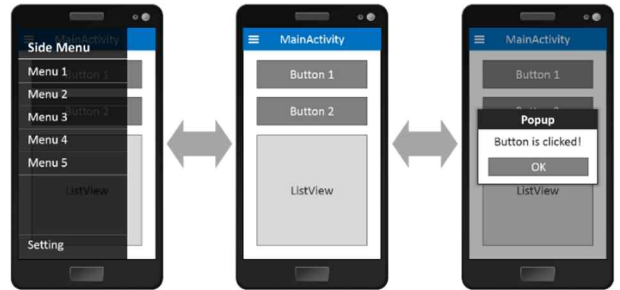 Side Menu
Menu 1
Button 1
Menu 2
Menu 3
Button 2
Menu 4
Menu 5
ListView
Setting
MainActivity
Button 1
Button 2
ListView
MainActivity
Button 1
Popup
Button is clicked!
OK
ListView